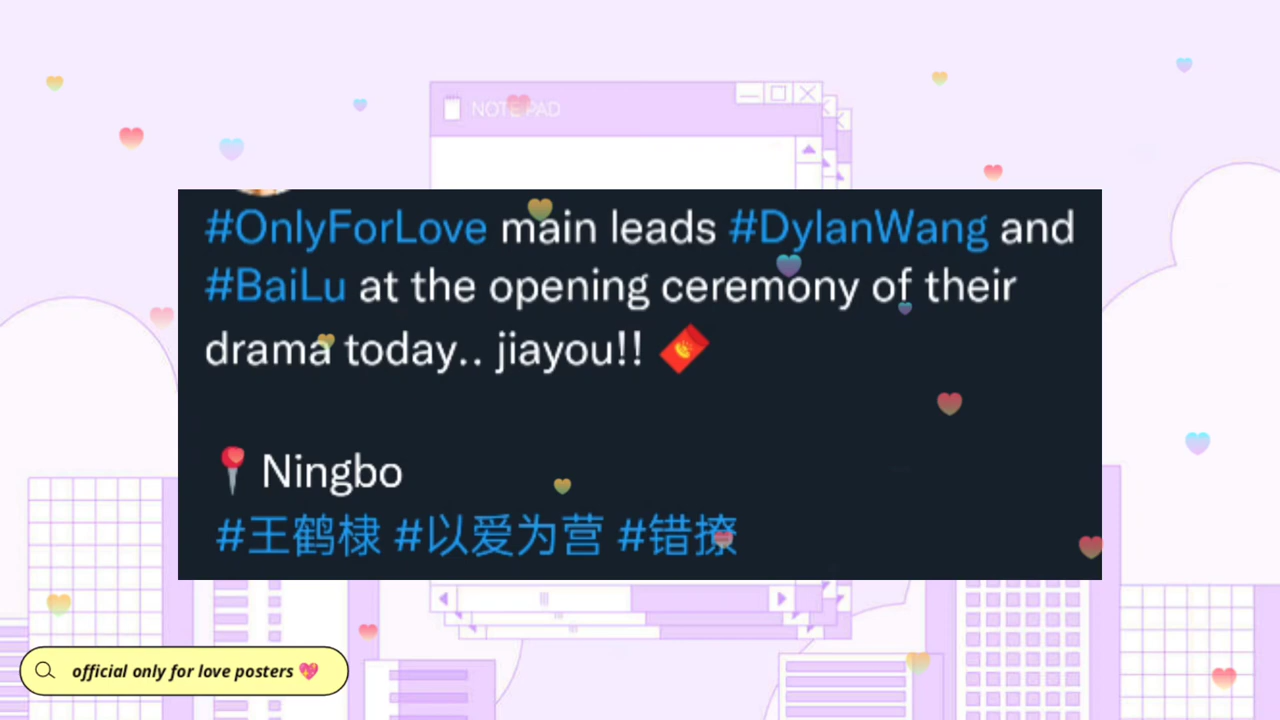 NOTE PAD
#OnlyForLove main leads #DylanWang and
#BaiLu at the opening ceremony of their
drama today.. jiayou!! 🧧
📍 Ningbo
#王鹤棣 #以爱为营 #错撩
official only for love posters 💖